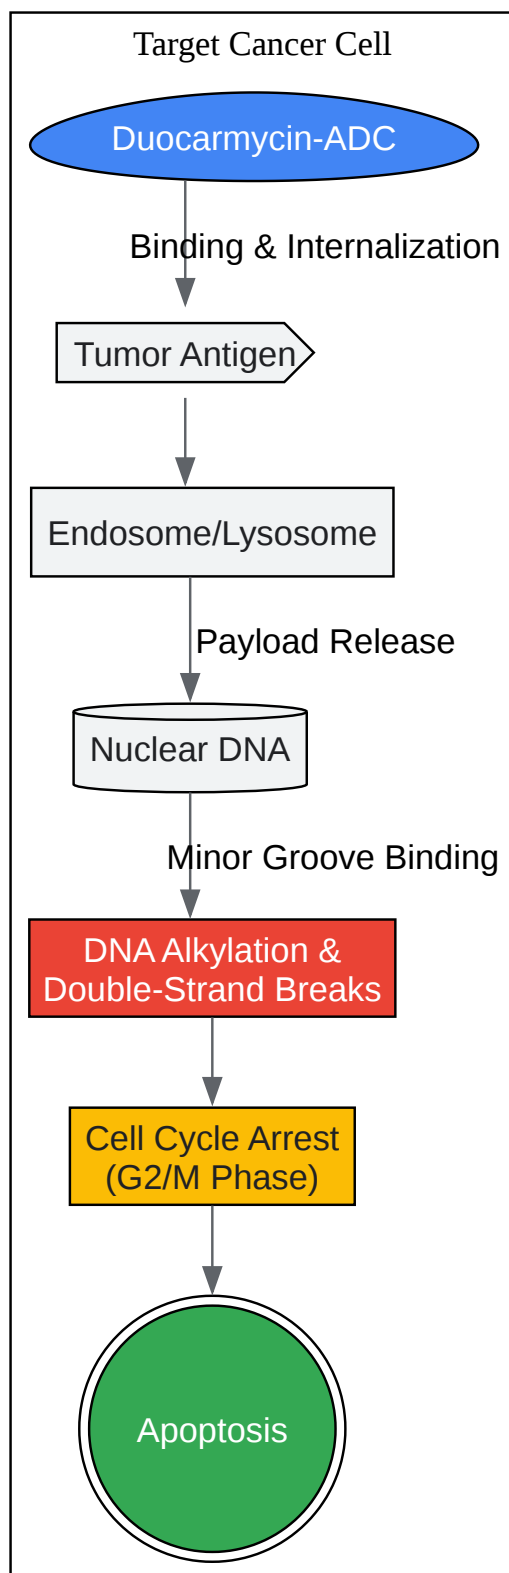 Target Cancer Cell
Duocarmycin-ADC
Binding & Internalization
Tumor Antigen
Endosome/Lysosome
Payload Release
Nuclear DNA
Minor Groove Binding
DNA Alkylation &
Double-Strand Breaks
Cell Cycle Arrest
(G2/M Phase)
Apoptosis